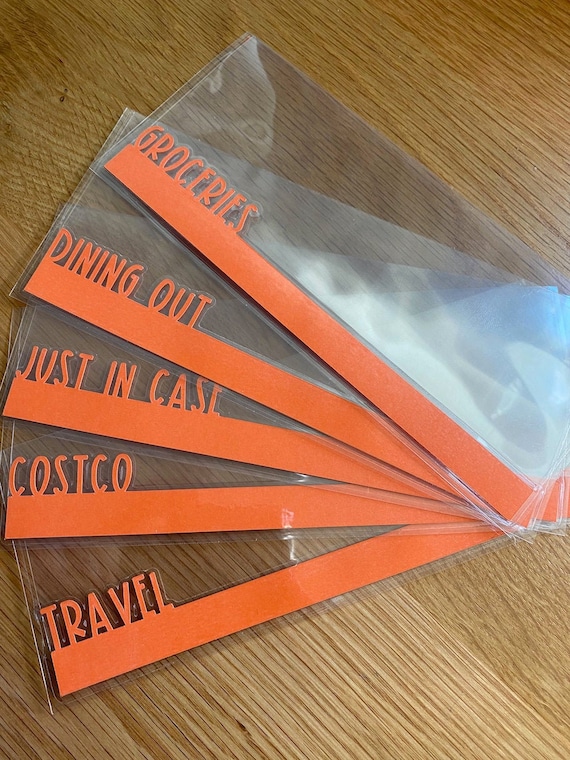 GROCERIES
DINING OUT
JUST IN CASE
COSTCO
TRAVEL